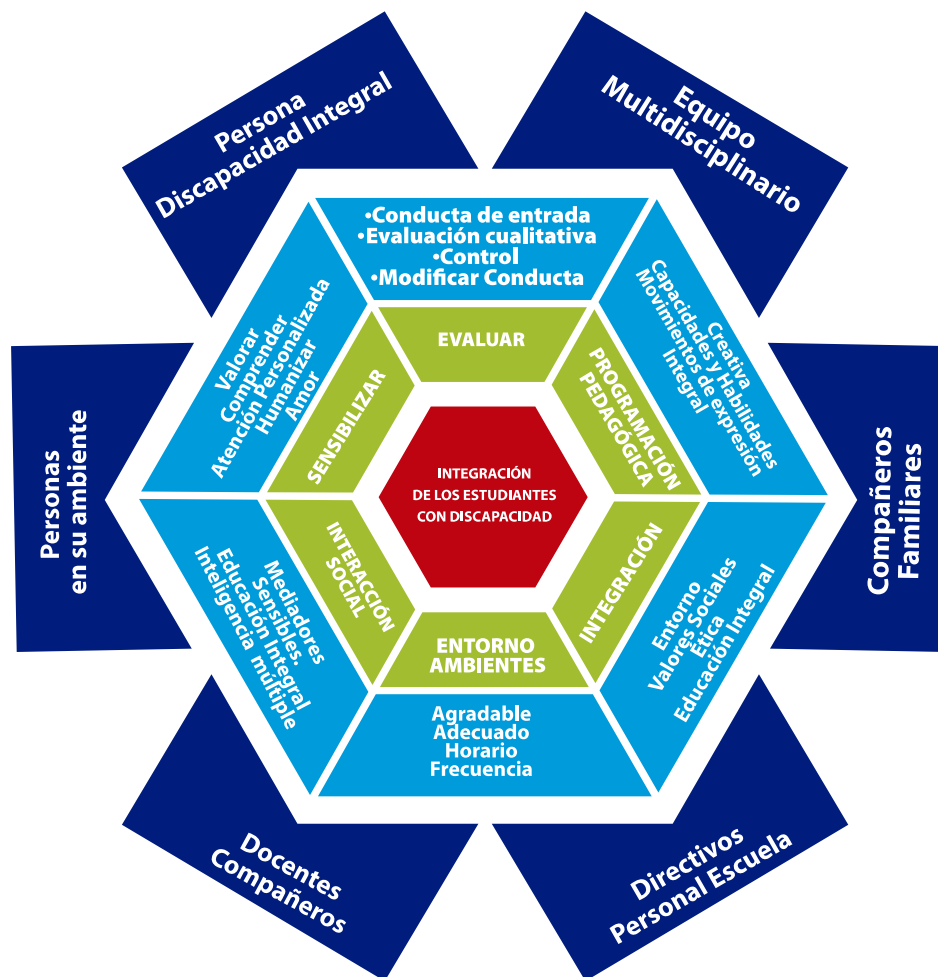 Persona
Discapacidad Integral
Equipo
Multidisciplinario
•Conducta de entrada
•Evaluación cualitativa
•Control
•Modificar Conducta
Valorar
Comprender
Atención Personalizada
Humanizar
Amor
Creativa
Capacidades y Habilidades
Movimientos de expresión
Integral
EVALUAR
SENSIBILIZAR
PROGRAMACIÓN
PEDAGÓGICA
Personas
en su ambiente
INTEGRACIÓN
DE LOS ESTUDIANTES
CON DISCAPACIDAD
Compañeros
Familiares
INTERACCIÓN
SOCIAL
INTEGRACIÓN
Mediadores
Sensibles.
Educación Integral
Inteligencia múltiple
ENTORNO
AMBIENTES
Entorno
Valores Sociales
Ética
Educación Integral
Agradable
Adecuado
Horario
Frecuencia
Docentes
Compañeros
Directivos
Personal Escuela